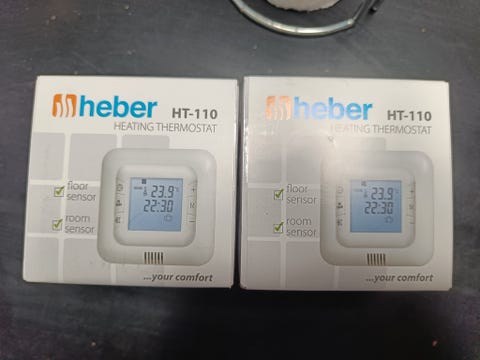 heber
HT-110
HEATING THERMOSTAT
floor
sensor
room
sensor
23.9°C
22:30
...your comfort
heber
HT-110
HEATING THERMOSTAT
floor
sensor
room
sensor
23.9°C
22:30
...your comfort